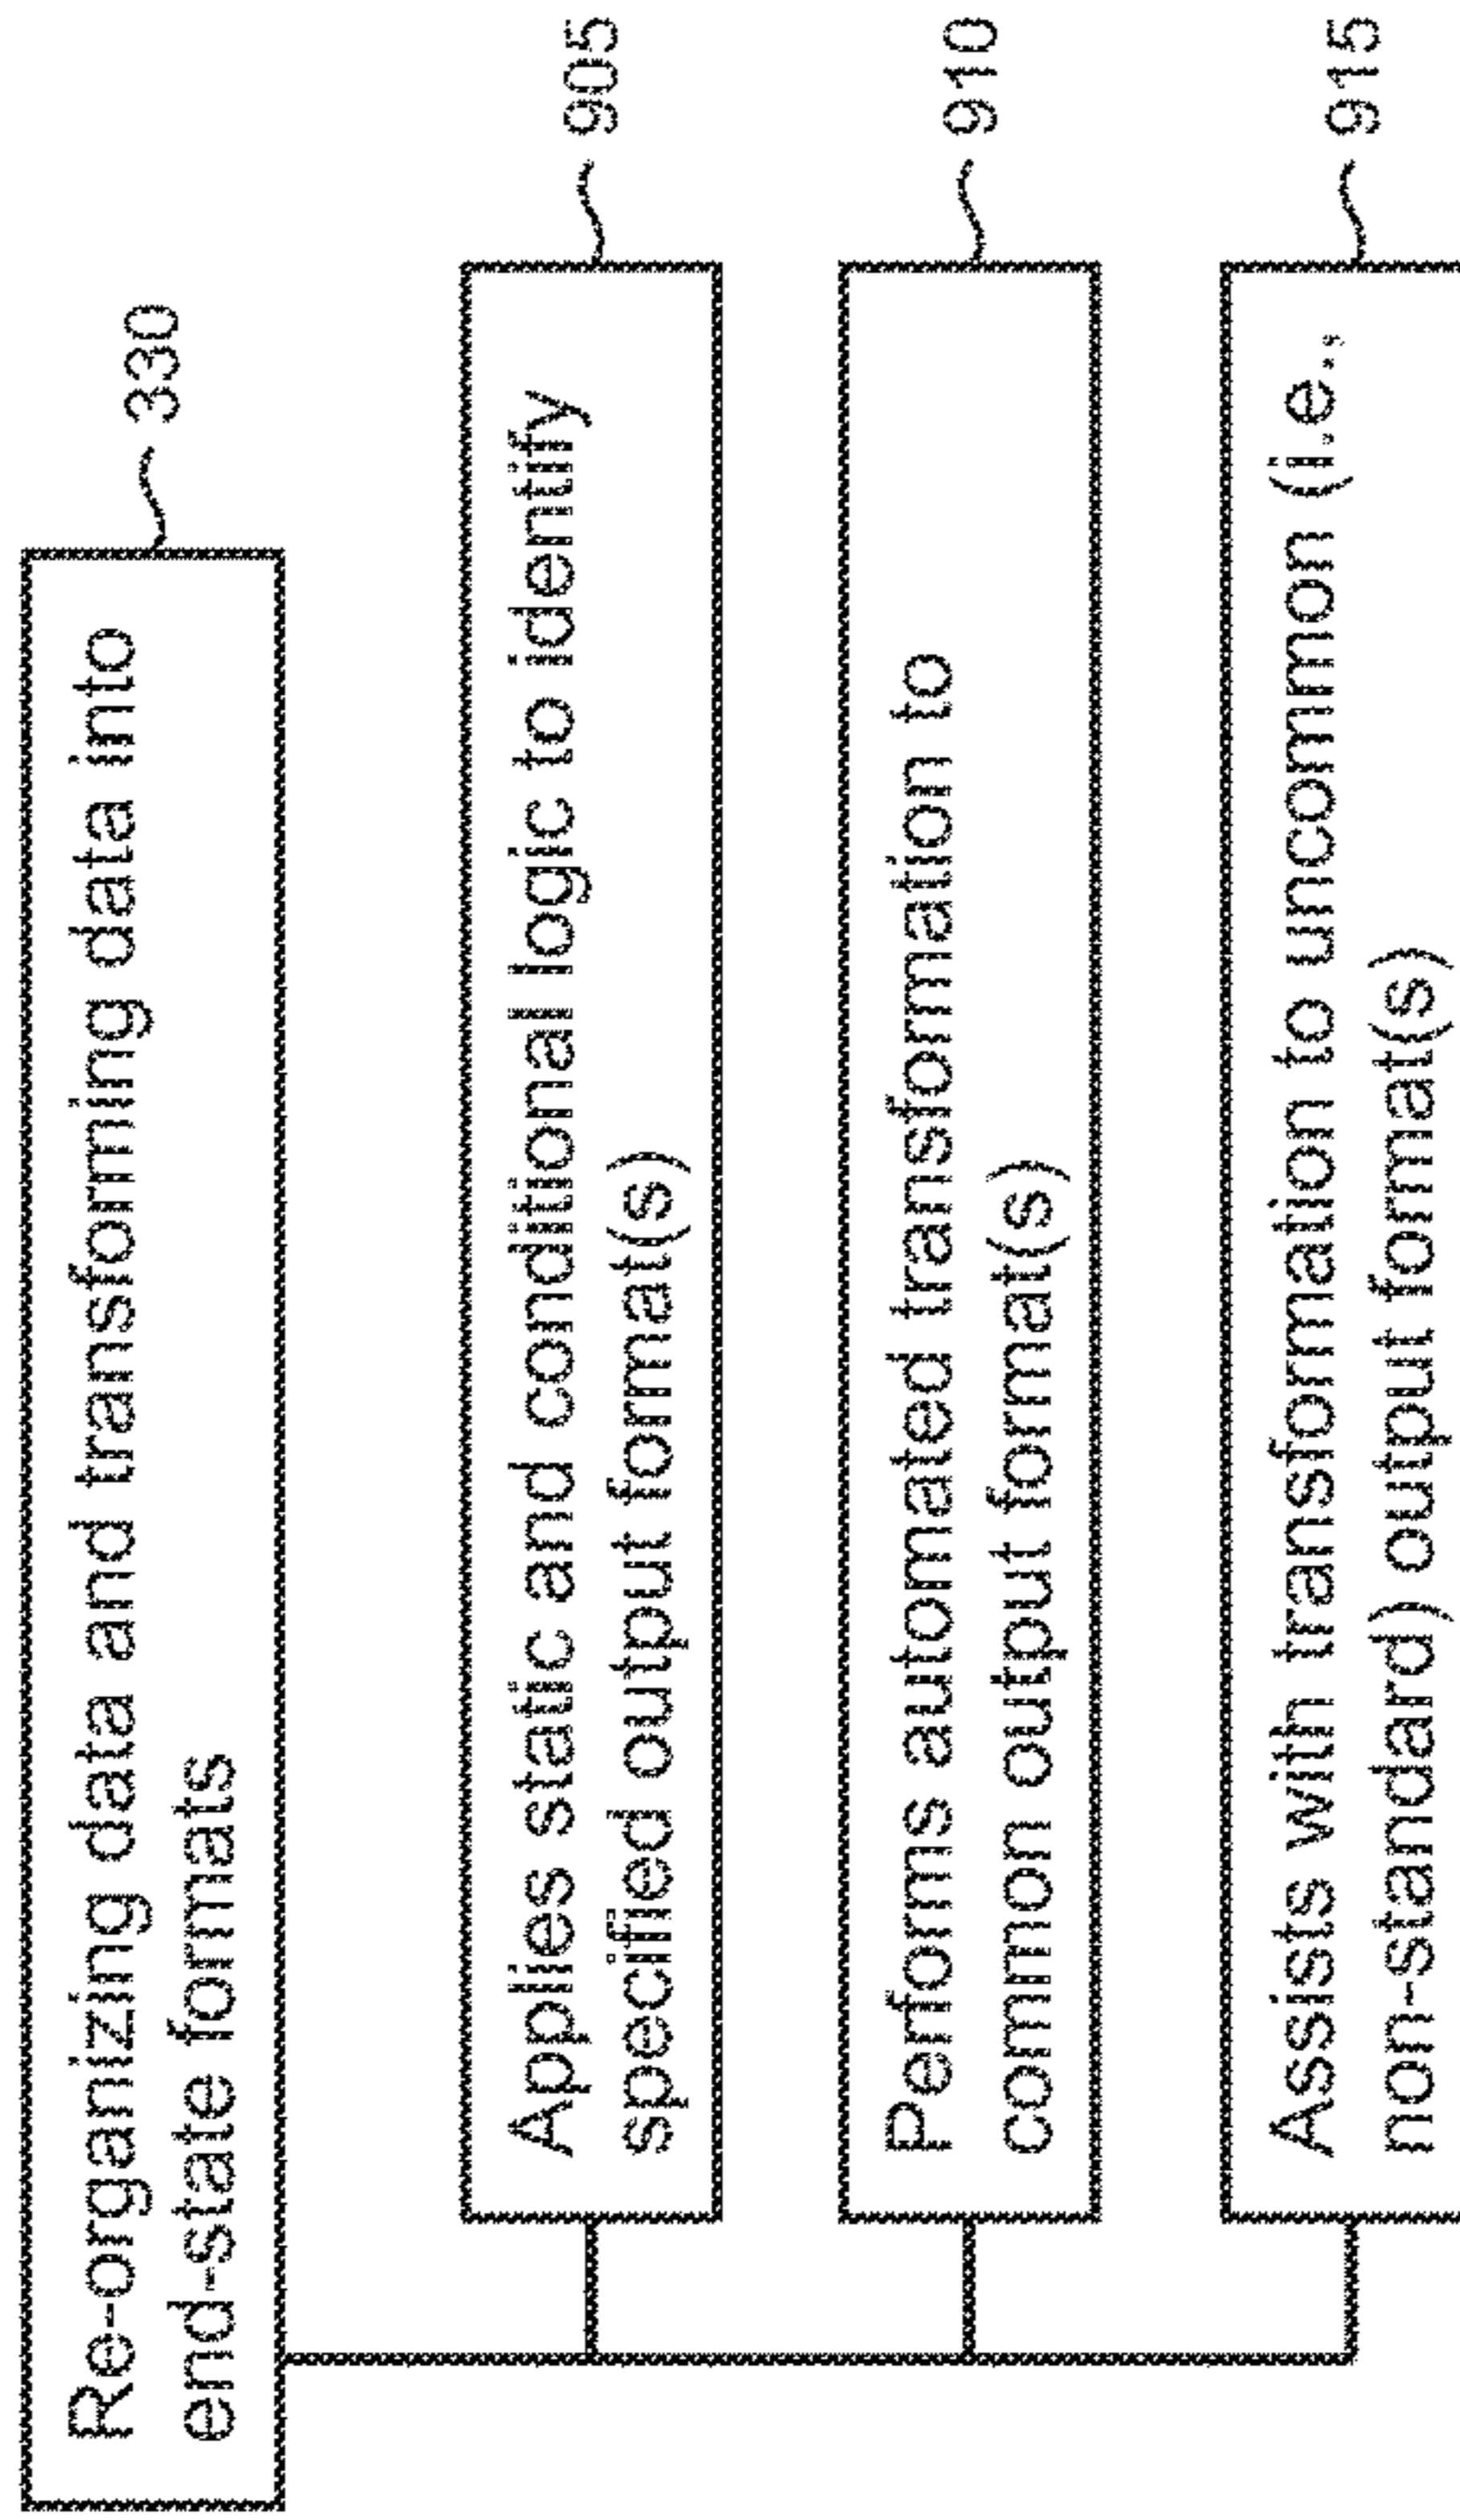 Re-organizing data and transforming data into
end-state formats
330
Applies static and conditional logic to identify
specified output format(s)
905
Performs automated transformation to
common output format(s)
910
Assists with transformation to uncommon (i.e.,
non-standard) output format(s)
915